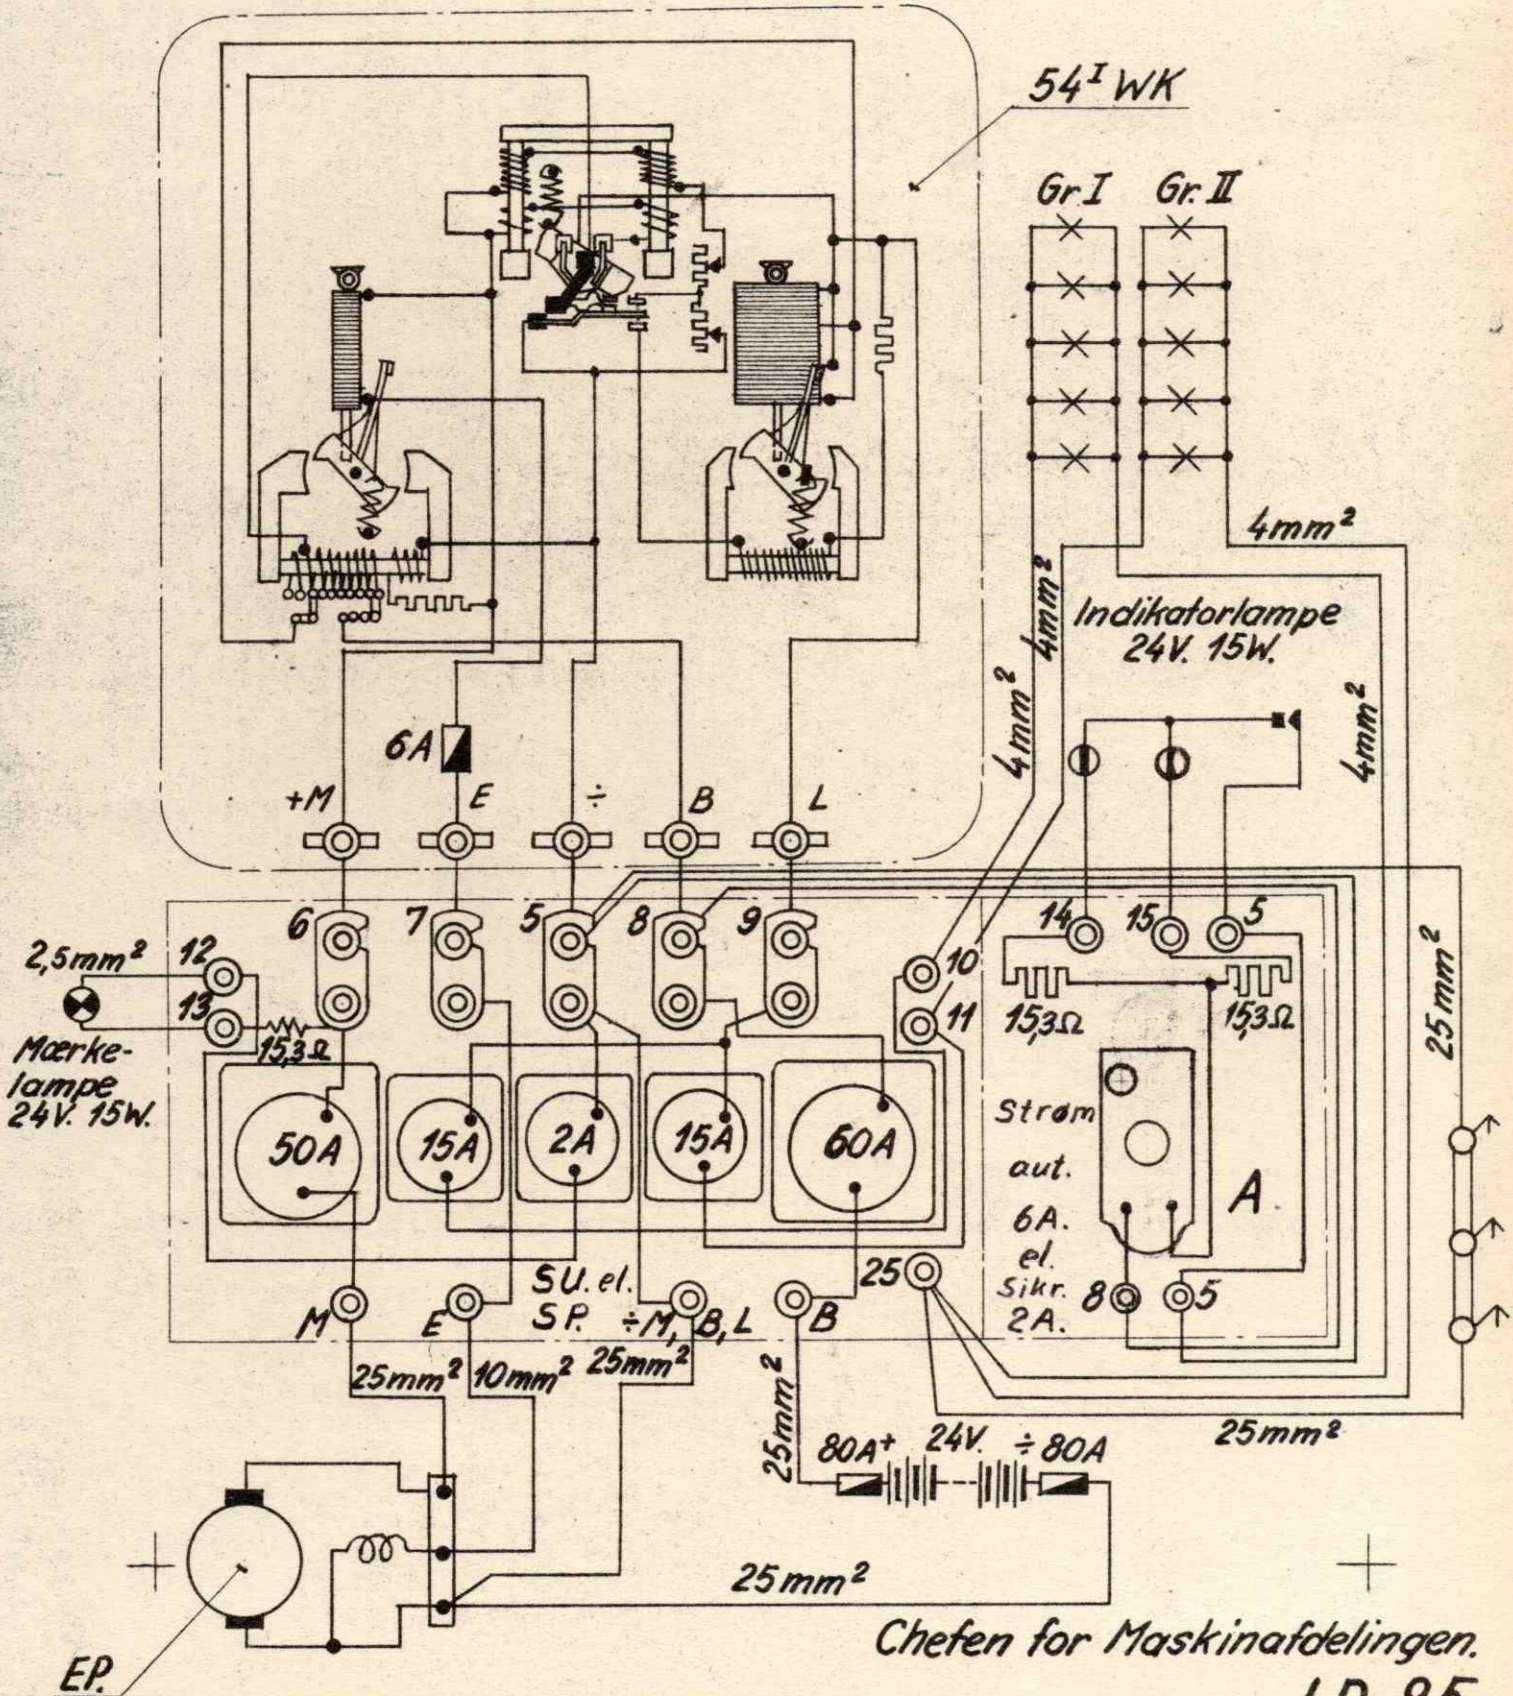 54ᴵ WK
Gr. I
Gr. II
4mm²
4mm²
4mm²
4mm²
Indikatorlampe
24V. 15W.
6A
+M
E
÷
B
L
6
7
5
8
9
14
15
5
2,5mm²
12
13
10
11
15,3Ω
15,3Ω
15,3Ω
25mm²
Mærke-
lampe
24V. 15W.
50A
15A
2A
15A
60A
Strøm
aut.
6A.
el.
Sikr.
2A.
A
8
5
25
SU. el.
SP.
M
E
÷M, B, L
B
25mm²
10mm²
25mm²
25mm²
80A+
24V.
÷ 80A
25mm²
25mm²
EP.
Chefen for Maskinafdelingen.